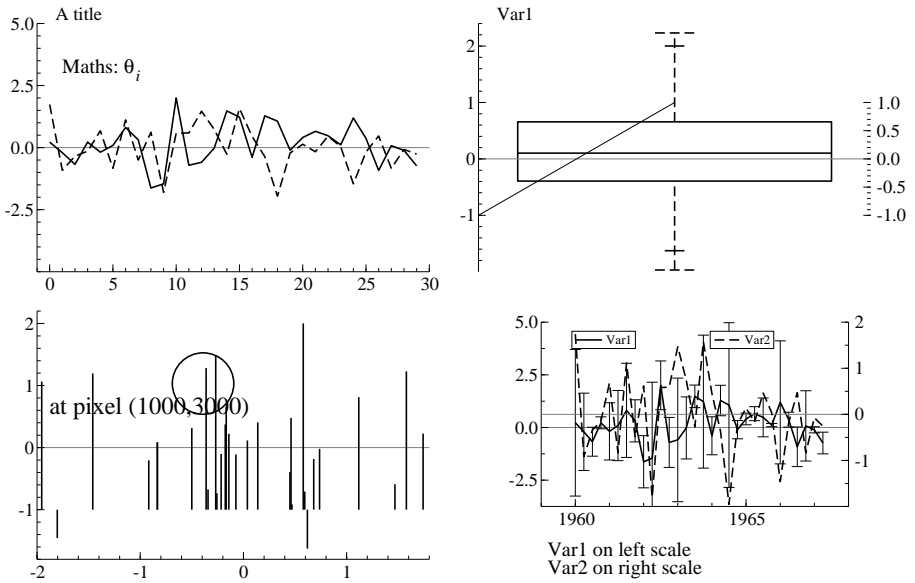 A title
5.0
Maths: θi
2.5
0.0
-2.5
0 5 10 15 20 25 30
Var1
2
1
0
-1
1.0
0.5
0.0
-0.5
-1.0
2
1
at pixel (1000,3000)
0
-1
-2 -1 0 1
5.0
2.5
0.0
-2.5
Var1
Var2
2
1
0
-1
1960 1965
Var1 on left scale
Var2 on right scale